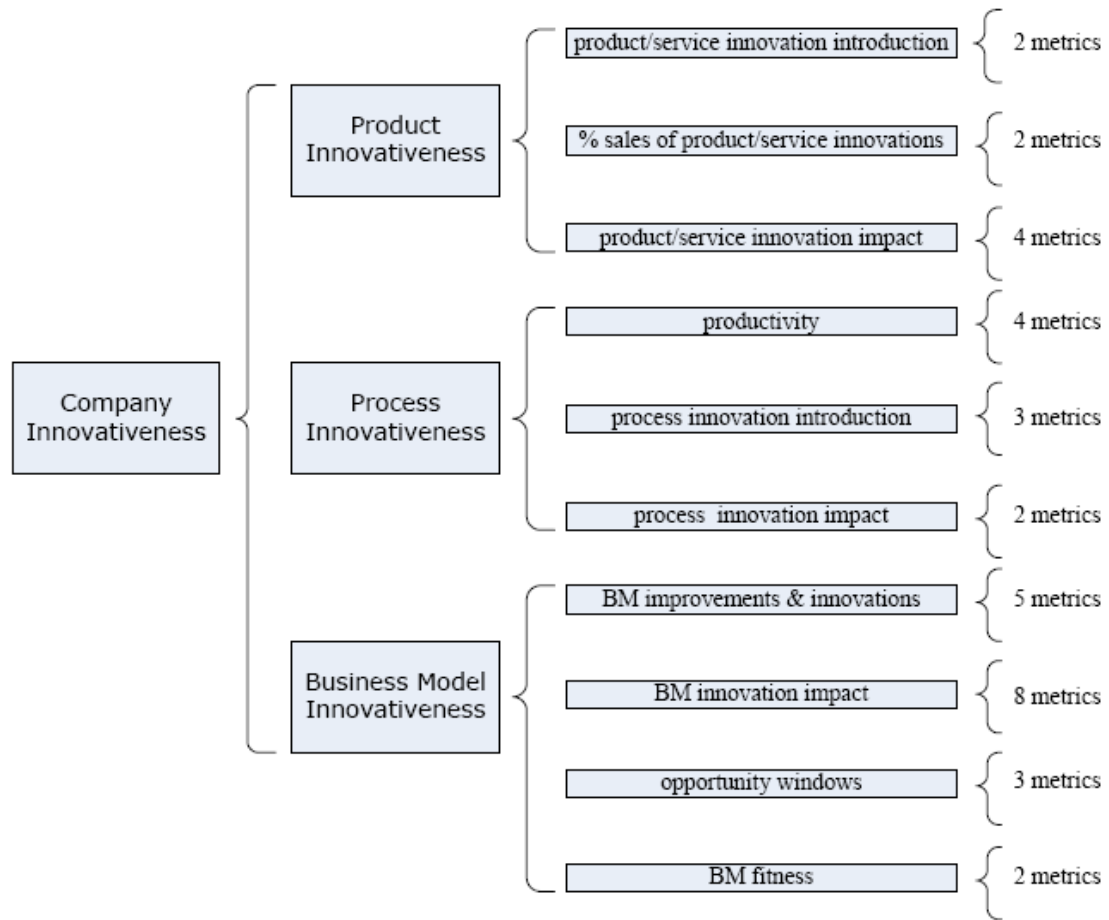 Company
Innovativeness
Product
Innovativeness
product/service innovation introduction
2 metrics
% sales of product/service innovations
2 metrics
product/service innovation impact
4 metrics
Process
Innovativeness
productivity
4 metrics
process innovation introduction
3 metrics
process innovation impact
2 metrics
Business Model
Innovativeness
BM improvements & innovations
5 metrics
BM innovation impact
8 metrics
opportunity windows
3 metrics
BM fitness
2 metrics